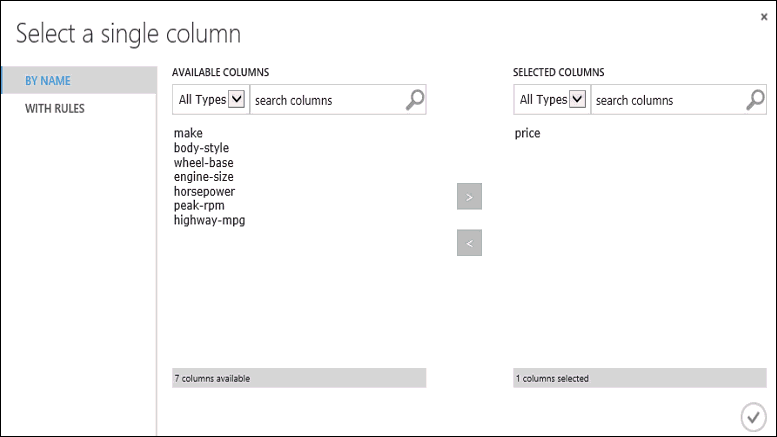 x
Select a single column
BY NAME
WITH RULES
AVAILABLE COLUMNS
All Types search columns
make
body-style
wheel-base
engine-size
horsepower
peak-rpm
highway-mpg
7 columns available
>
<
SELECTED COLUMNS
All Types search columns
price
1 columns selected